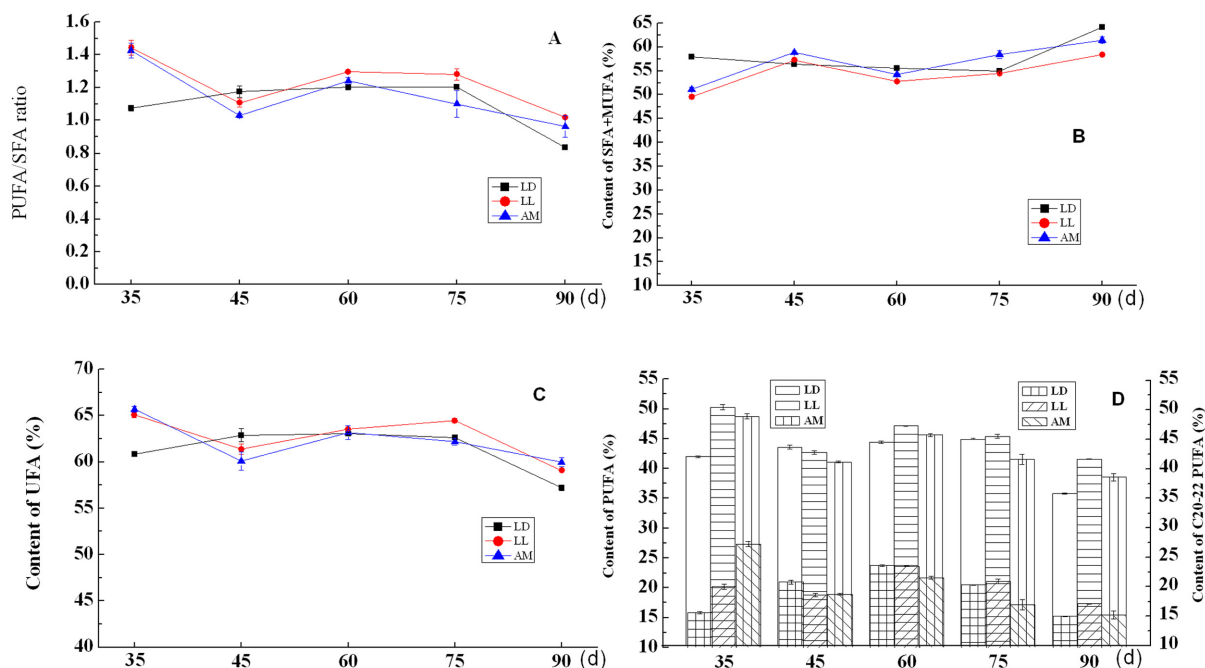 1.6
1.4
1.2
1.0
0.8
0.6
0.4
0.2
0.0
PUFA/SFA ratio
A
LD
LL
AM
35 45 60 75 90 (d)
65
60
55
50
45
40
35
30
25
20
15
10
Content of SFA+MUFA (%)
B
LD
LL
AM
35 45 60 75 90 (d)
70
65
60
55
50
45
40
Content of UFA (%)
C
LD
LL
AM
35 45 60 75 90 (d)
55
50
45
40
35
30
25
20
15
10
Content of PUFA (%)
LD
LL
AM
LD
LL
AM
D
55
50
45
40
35
30
25
20
15
10
Content of C20-22 PUFA (%)
35 45 60 75 90 (d)